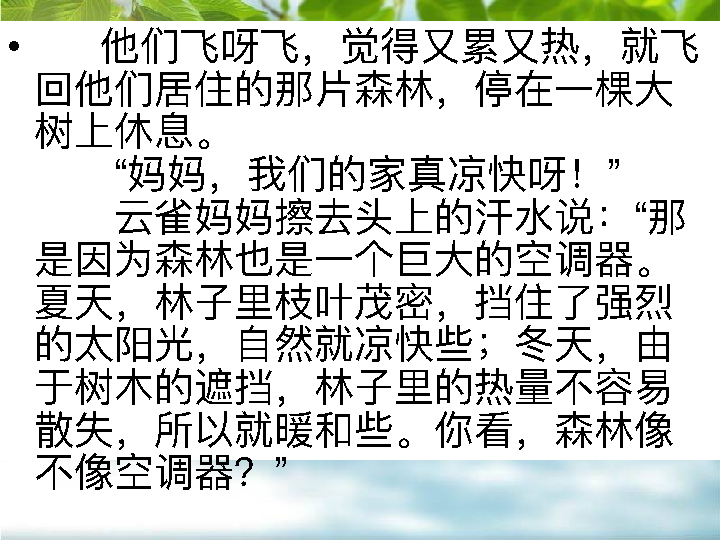 • 他们飞呀飞，觉得又累又热，就飞
回他们居住的那片森林，停在一棵大
树上休息。
“妈妈，我们的家真凉快呀！”
云雀妈妈擦去头上的汗水说：“那
是因为森林也是一个巨大的空调器。
夏天，林子里枝叶茂密，挡住了强烈
的太阳光，自然就凉快些；冬天，由
于树木的遮挡，林子里的热量不容易
散失，所以就暖和些。你看，森林像
不像空调器？”